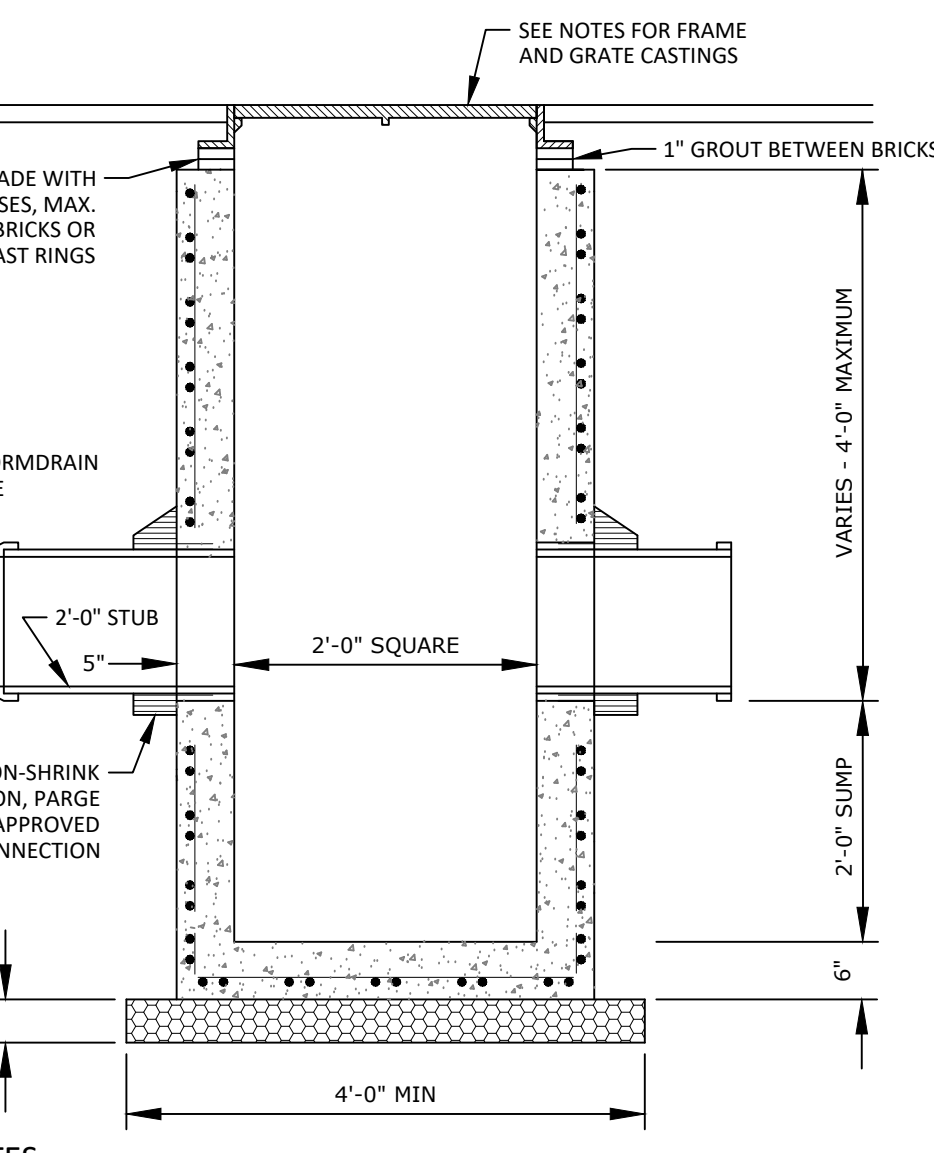 SEE NOTES FOR FRAME
AND GRATE CASTINGS
1" GROUT BETWEEN BRICKS
ADE WITH
SES, MAX.
BRICKS OR
AST RINGS
VARIES - 4'-0" MAXIMUM
ORMDRAIN
E
2'-0" STUB
5"
2'-0" SQUARE
ON-SHRINK
ON, PARGE
APPROVED
NNECTION
2'-0" SUMP
6"
4'-0" MIN